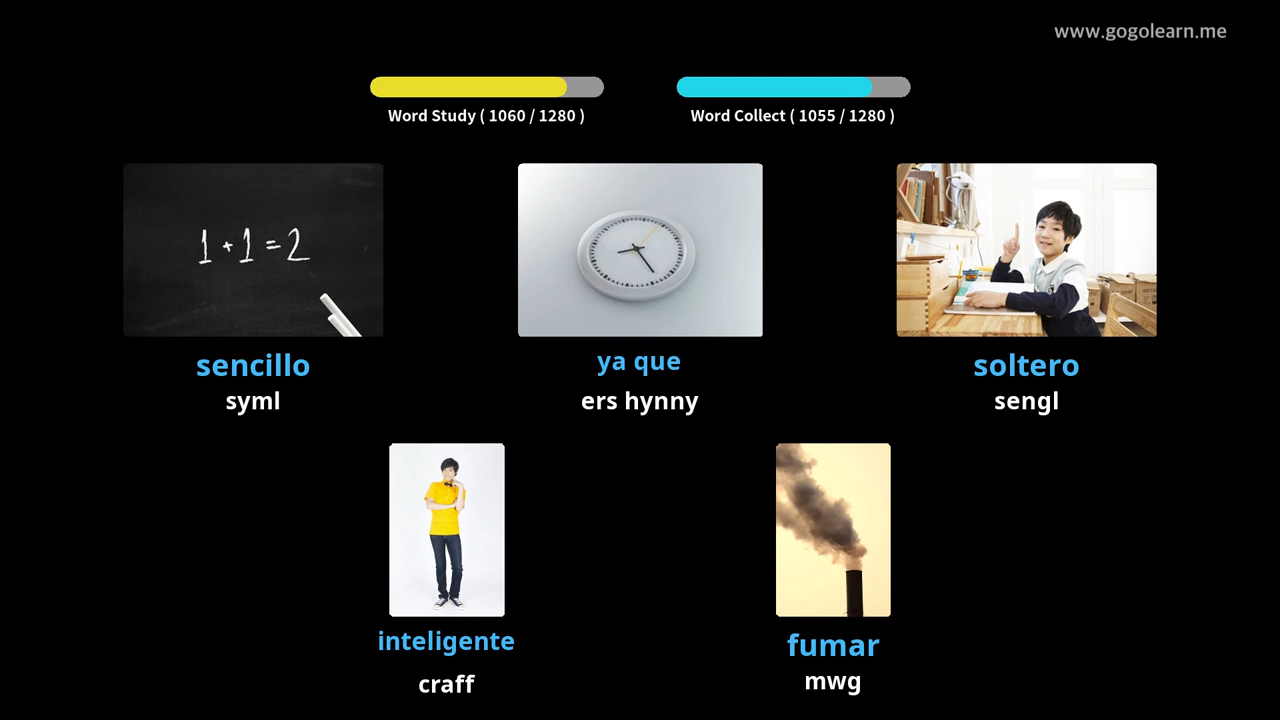 www.gogolearn.me
Word Study ( 1060 / 1280 )
Word Collect ( 1055 / 1280 )
1 + 1 = 2
sencillo
syml
ya que
ers hynny
soltero
sengl
inteligente
craff
fumar
mwg